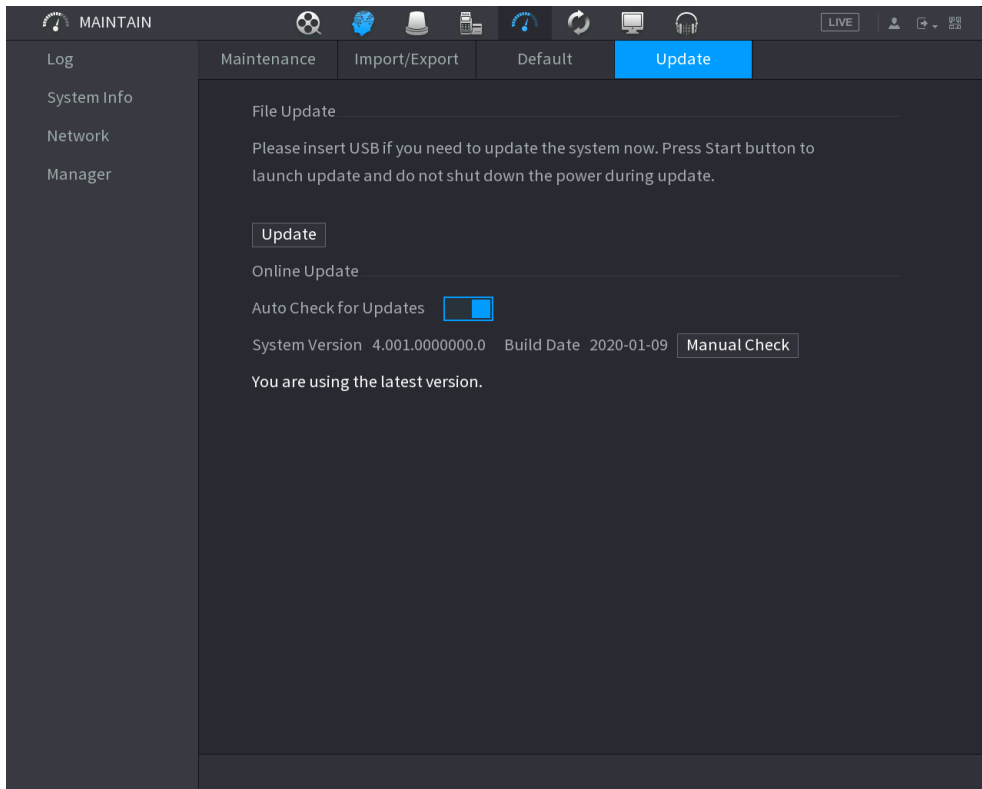 MAINTAIN
LIVE
Log
System Info
Network
Manager
Maintenance
Import/Export
Default
Update
File Update
Please insert USB if you need to update the system now. Press Start button to
launch update and do not shut down the power during update.
Update
Online Update
Auto Check for Updates
System Version 4.001.0000000.0 Build Date 2020-01-09 Manual Check
You are using the latest version.